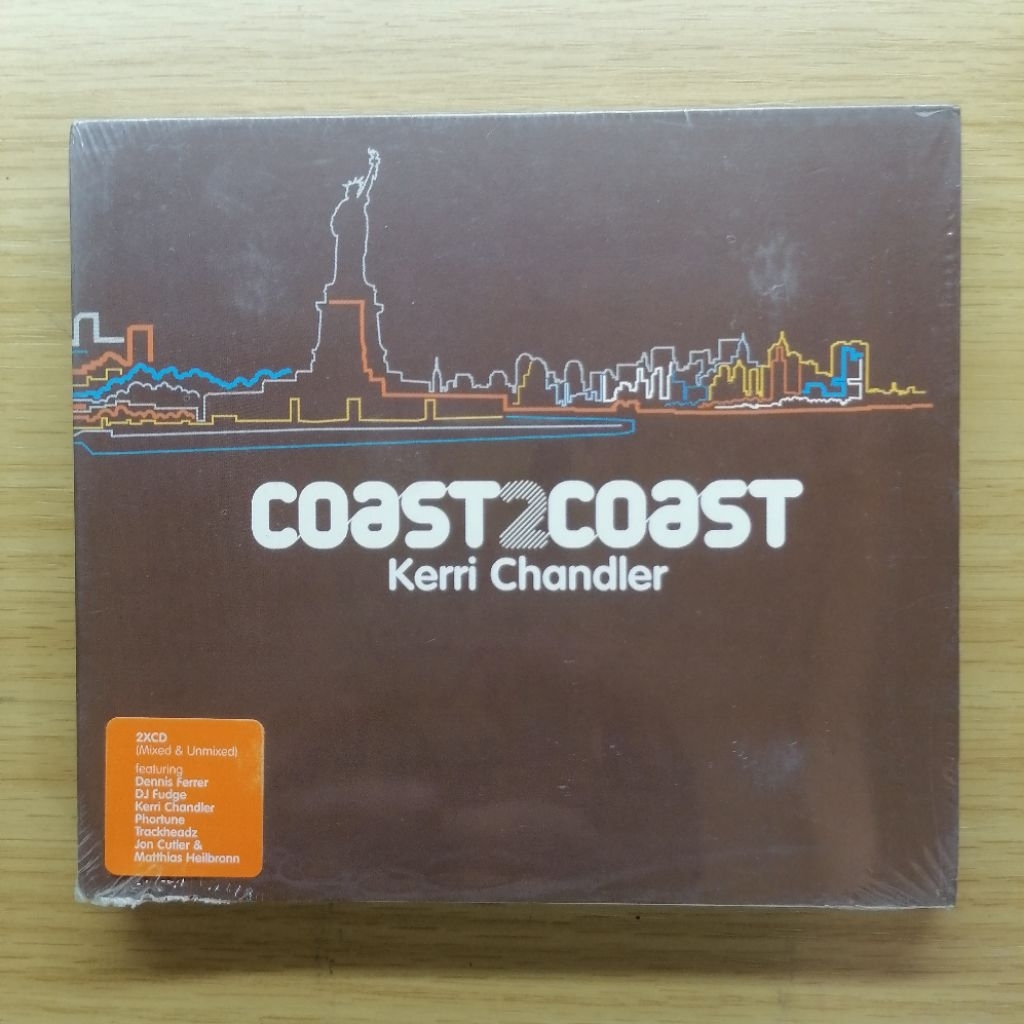 coast2coast
Kerri Chandler
2XCD
(Mixed & Unmixed)
featuring
Dennis Ferrer
DJ Fudge
Kerri Chandler
Phortune
Trackheadz
Jon Cutler &
Matthias Heilbronn